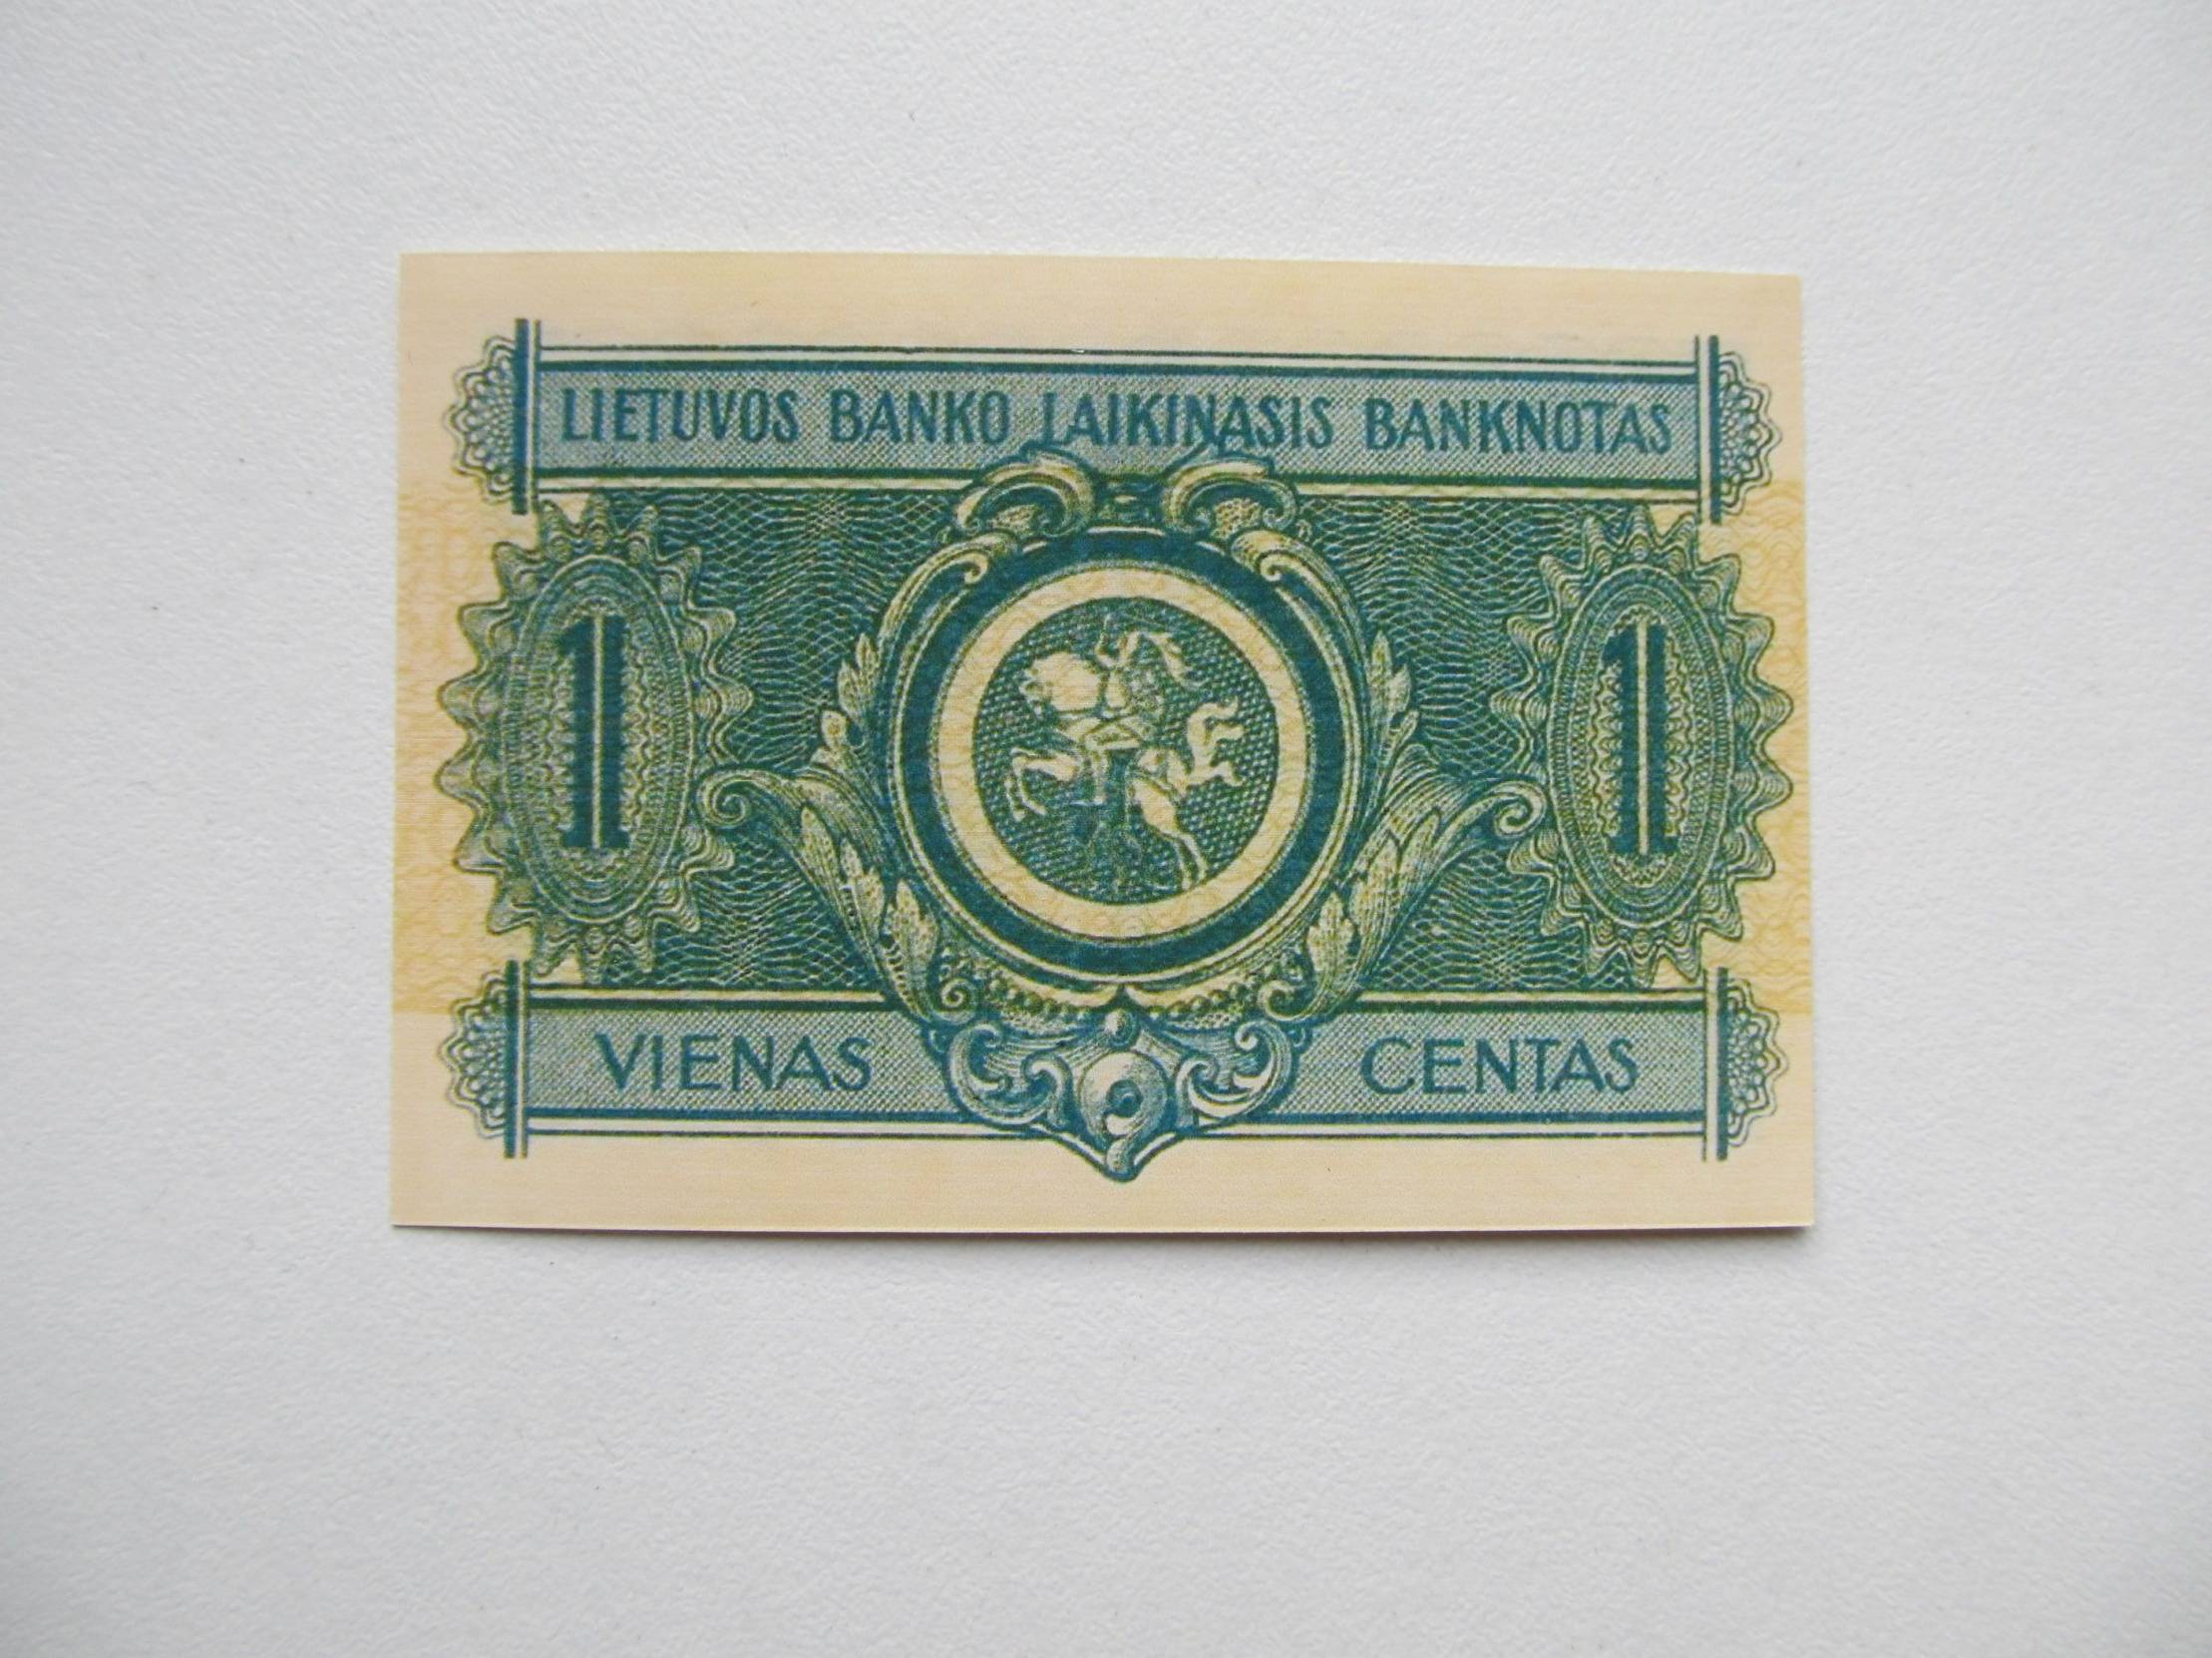 LIETUVOS BANKO LAIKINASIS BANKNOTAS
1 1
VIENAS CENTAS